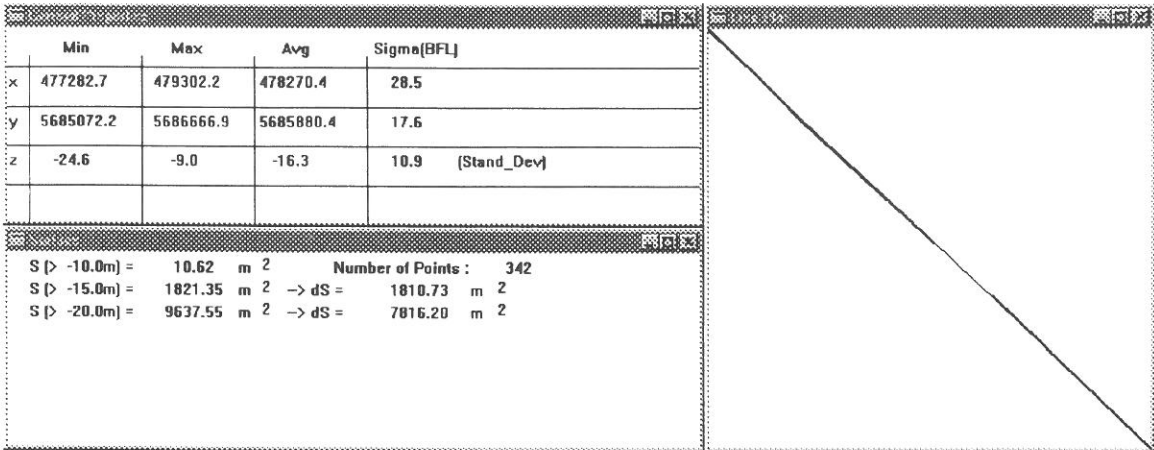 Min Max Avg Sigma(BFL)
x 477282.7 479302.2 478270.4 28.5
y 5685072.2 5686666.9 5685880.4 17.6
z -24.6 -9.0 -16.3 10.9 (Stand_Dev)
S (> -10.0m) = 10.62 m 2 Number of Points : 342
S (> -15.0m) = 1821.35 m 2 -> dS = 1810.73 m 2
S (> -20.0m) = 9637.55 m 2 -> dS = 7816.20 m 2